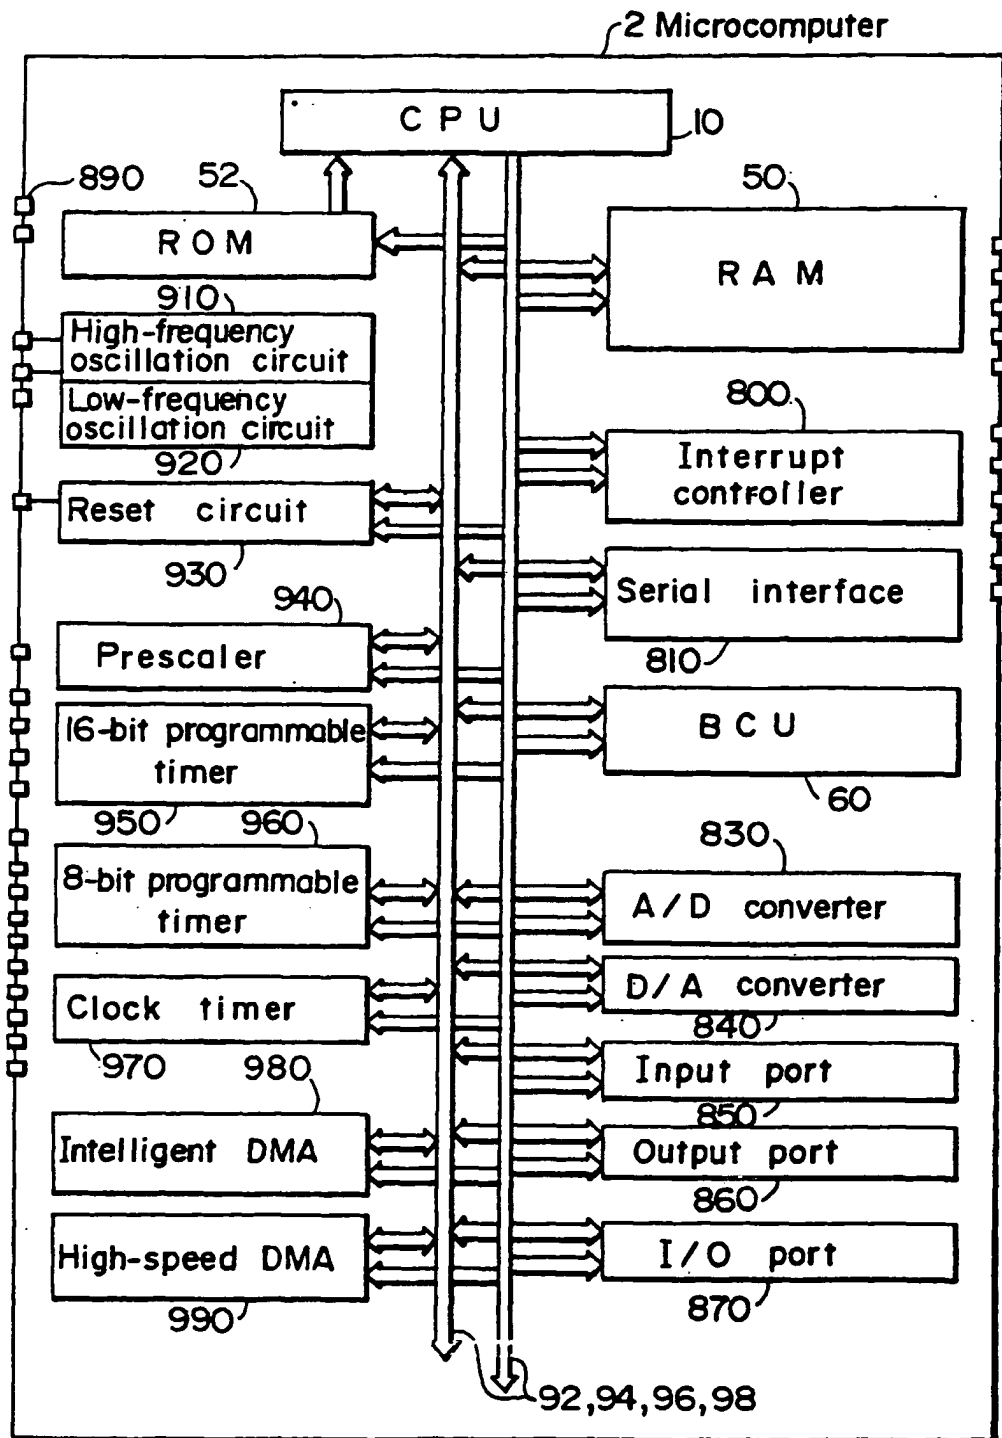 2 Microcomputer
CPU
10
890
52
ROM
50
RAM
910
High-frequency
oscillation circuit
Low-frequency
oscillation circuit
920
800
Interrupt
controller
Reset circuit
930
Serial interface
810
940
Prescaler
16-bit programmable
timer
950
BCU
60
960
8-bit programmable
timer
830
A/D converter
D/A converter
840
Clock timer
970
Input port
850
980
Intelligent DMA
Output port
860
High-speed DMA
990
I/O port
870
92,94,96,98